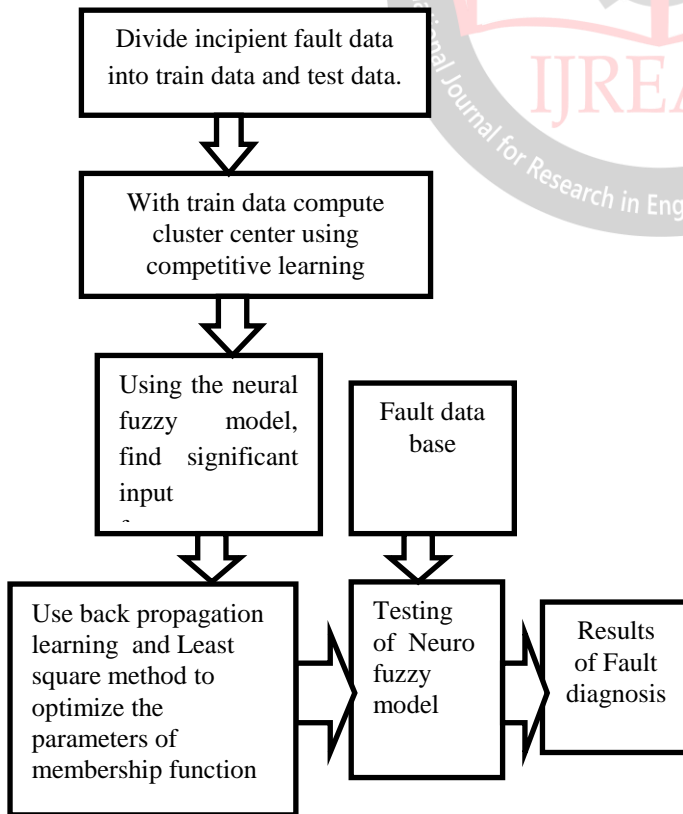 Divide incipient fault data
into train data and test data.
IJREA
ional Journal for Research in Eng
With train data compute
cluster center using
competitive learning
Using the neural
fuzzy model,
find significant
input
Fault data
base
Use back propagation
learning and Least
square method to
optimize the
parameters of
membership function
Testing
of Neuro
fuzzy
model
Results
of Fault
diagnosis